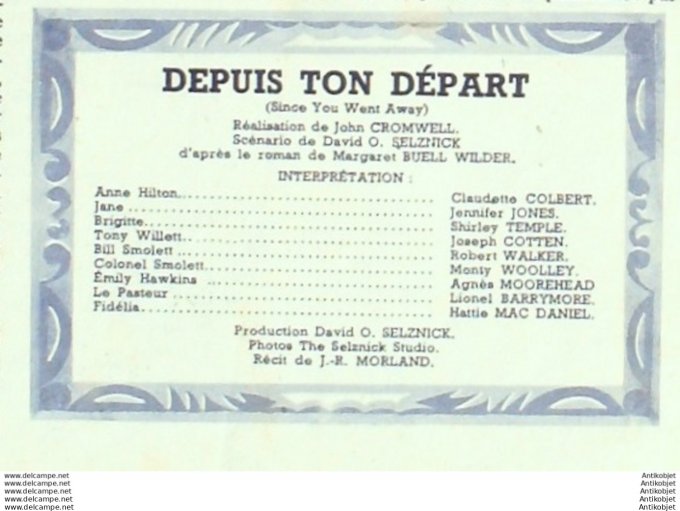 DEPUIS TON DÉPART
(Since You Went Away)
Réalisation de John CROMWELL.
Scénario de David O. SELZNICK
d'après le roman de Margaret BUELL WILDER.
INTERPRÉTATION :
Anne Hilton........ Claudette COLBERT.
Jane ........ Jennifer JONES.
Brigitte........ Shirley TEMPLE.
Tony Willett........ Joseph COTTEN.
Bill Smolett ........ Robert WALKER.
Colonel Smolett........ Monty WOOLLEY.
Émily Hawkins ........ Agnès MOOREHEAD
Le Pasteur ........ Lionel BARRYMORE.
Fidélia........ Hattie MAC DANIEL.
Production David O. SELZNICK.
Photos The Selznick Studio.
Récit de J.-R. MORLAND.
www.delcampe.net Antikobjet
www.delcampe.net Antikobjet
www.delcampe.net Antikobjet
www.delcampe.net Antikobjet